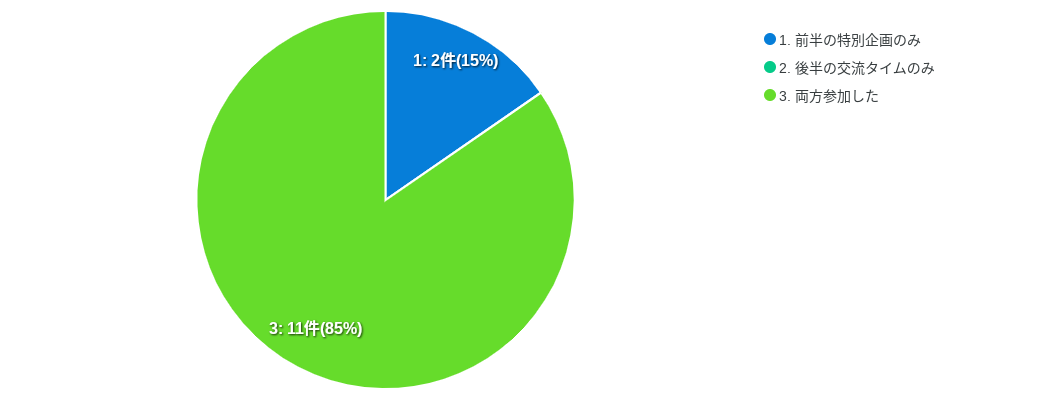 1: 2件(15%)
3: 11件(85%)
1. 前半の特別企画のみ
2. 後半の交流タイムのみ
3. 両方参加した